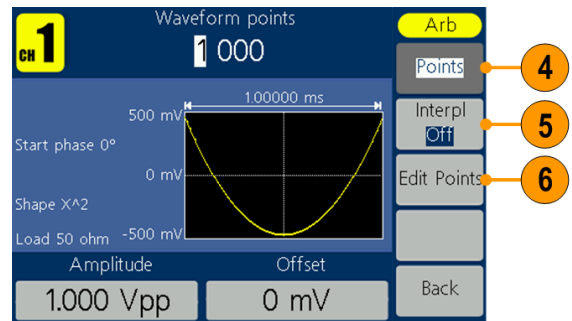 CH 1
Waveform points
1 000
Arb
Points
4
Interpl
Off
5
Edit Points
6
Back
1.00000 ms
500 mV
Start phase 0°
0 mV
Shape X^2
Load 50 ohm
-500 mV
Amplitude
Offset
1.000 Vpp
0 mV